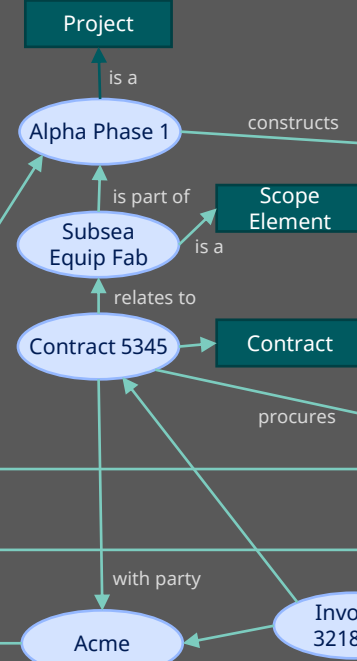 Project
is a
Alpha Phase 1
constructs
is part of
Scope
Element
Subsea
Equip Fab
is a
relates to
Contract 5345
Contract
procures
with party
Acme